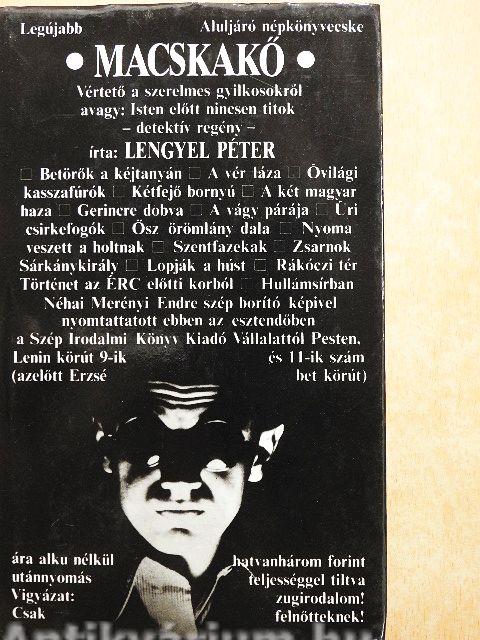 Legújabb Aluljáró népkönyvecske
• MACSKAKŐ •
Vértető a szerelmes gyilkosokról
avagy: Isten előtt nincsen titok
– detektív regény –
írta: LENGYEL PÉTER
□ Betörők a kéjtanyán □ A vér láza □ Óvilági
kasszafúrók □ Kétfejő bornyú □ A két magyar
haza □ Gerincre dobva □ A vágy párája □ Úri
csirkefogók □ Ősz örömlány dala □ Nyoma
veszett a holtnak □ Szentfazekak □ Zsarnok
Sárkánykirály □ Lopják a húst □ Rákóczi tér
Történet az ÉRC előtti korból □ Hullámsírban
Néhai Merényi Endre szép borító képivel
nyomtattatott ebben az esztendőben
a Szép Irodalmi Könyv Kiadó Vállalattól Pesten,
Lenin körút 9-ik és 11-ik szám
(azelőtt Erzsé bet körút)
ára alku nélkül hatvanhárom forint
utánnyomás teljességgel tiltva
Vigyázat: zugirodalom!
Csak felnőtteknek!
Antikvárium.hu